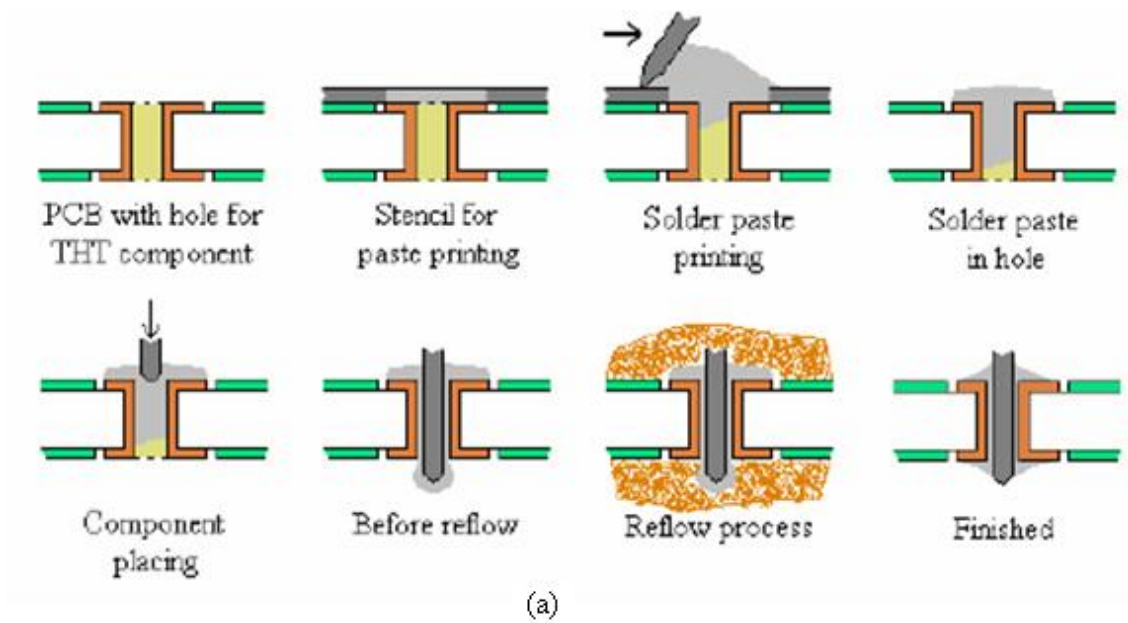 PCB with hole for
THT component
Stencil for
paste printing
Solder paste
printing
Solder paste
in hole
Component
placing
Before reflow
Reflow process
Finished
(a)